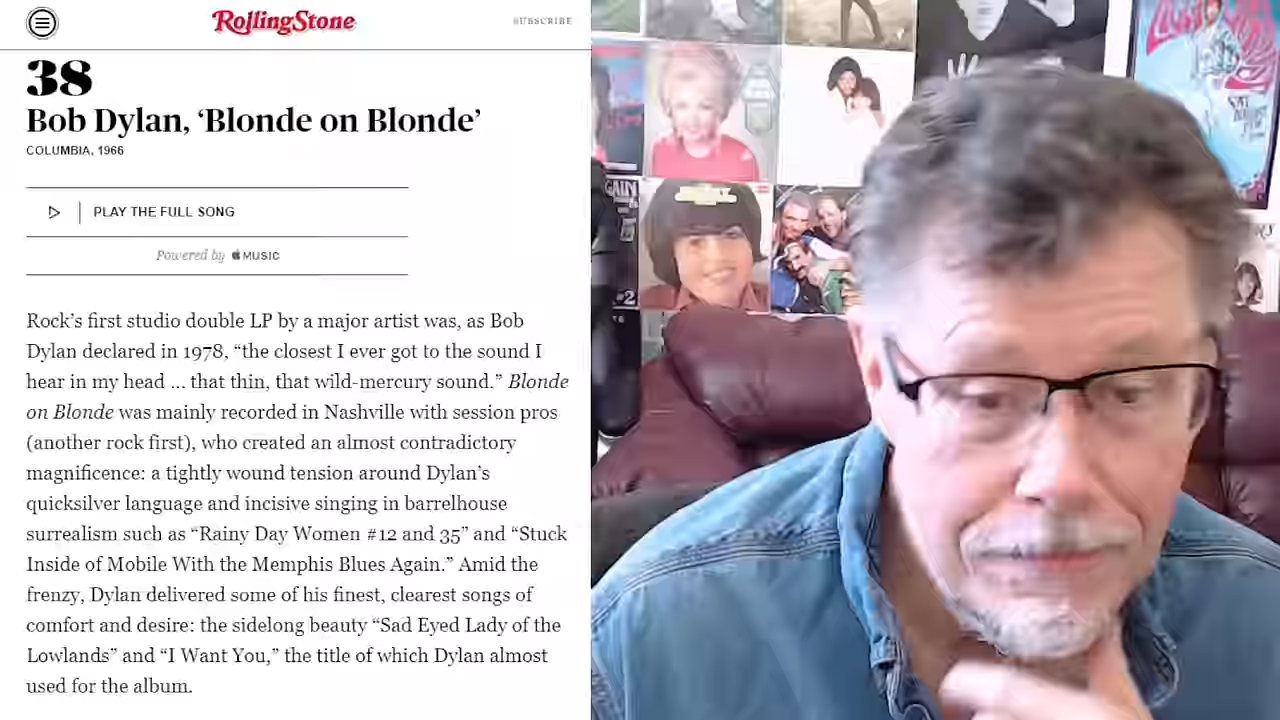 RollingStone
SUBSCRIBE
38
Bob Dylan, ‘Blonde on Blonde’
COLUMBIA, 1966
PLAY THE FULL SONG
Powered by MUSIC
Rock’s first studio double LP by a major artist was, as Bob
Dylan declared in 1978, “the closest I ever got to the sound I
hear in my head ... that thin, that wild-mercury sound.” Blonde
on Blonde was mainly recorded in Nashville with session pros
(another rock first), who created an almost contradictory
magnificence: a tightly wound tension around Dylan’s
quicksilver language and incisive singing in barrelhouse
surrealism such as “Rainy Day Women #12 and 35” and “Stuck
Inside of Mobile With the Memphis Blues Again.” Amid the
frenzy, Dylan delivered some of his finest, clearest songs of
comfort and desire: the sidelong beauty “Sad Eyed Lady of the
Lowlands” and “I Want You,” the title of which Dylan almost
used for the album.
GAIN
#2